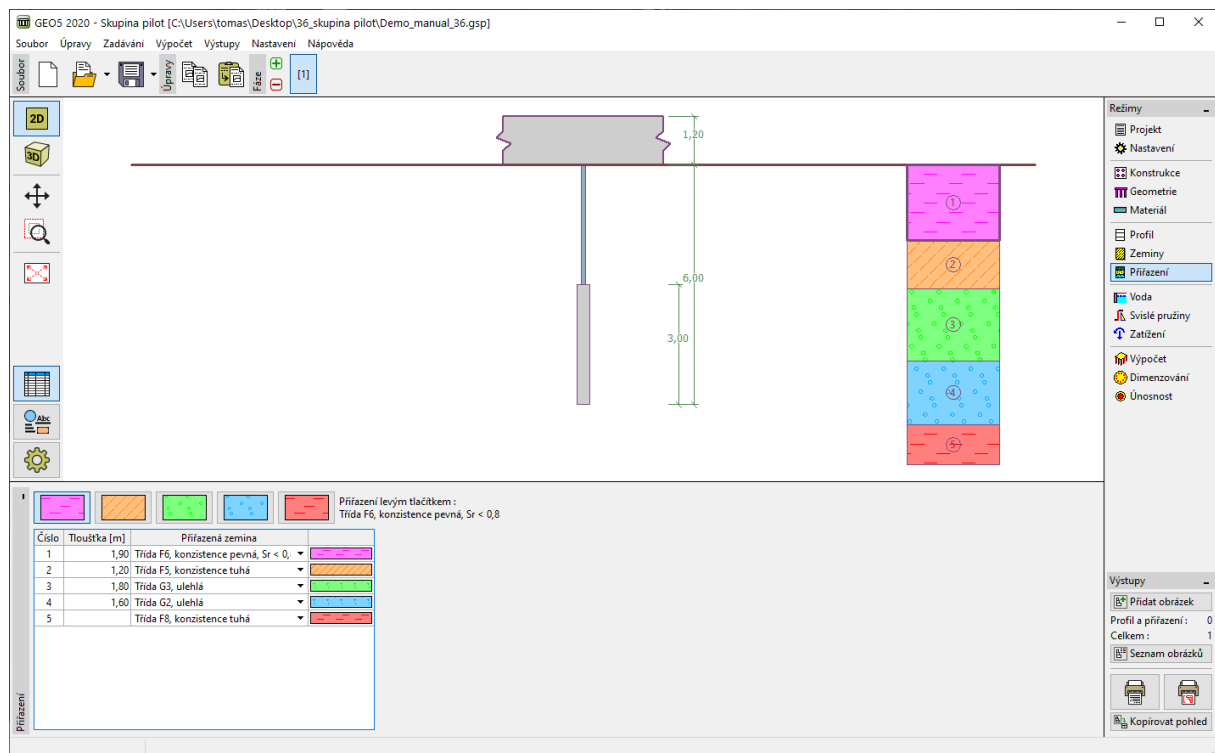 GEO5 2020 - Skupina pilot [C:\Users\tomas\Desktop\36_skupina pilot\Demo_manual_36.gsp]
Soubor Úpravy Zadávání Výpočet Výstupy Nastavení Nápověda
Soubor
Úpravy
Fáze
[1]
2D
3D
Abc
1,20
6,00
3,00
1
2
3
4
5
Režimy
Projekt
Nastavení
Konstrukce
Geometrie
Materiál
Profil
Zeminy
Přiřazení
Voda
Svislé pružiny
Zatížení
Výpočet
Dimenzování
Únosnost
Přiřazení
Přiřazení levým tlačítkem :
Třída F6, konzistence pevná, Sr < 0,8
Číslo Tloušťka [m] Přiřazená zemina
1 1,90 Třída F6, konzistence pevná, Sr < 0,
2 1,20 Třída F5, konzistence tuhá
3 1,80 Třída G3, ulehlá
4 1,60 Třída G2, ulehlá
5 Třída F8, konzistence tuhá
Výstupy
Přidat obrázek
Profil a přiřazení : 0
Celkem : 1
Seznam obrázků
Kopírovat pohled